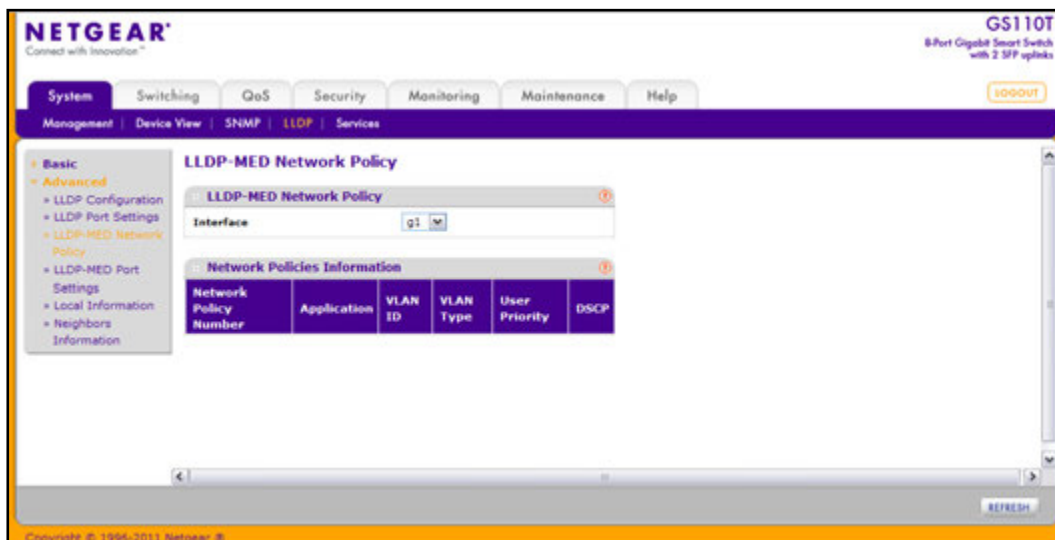 NETGEAR®
Connect with Innovation™
GS110T
8-Port Gigabit Smart Switch
with 2 SFP uplinks
System
Switching
QoS
Security
Monitoring
Maintenance
Help
LOGOUT
Management | Device View | SNMP | LLDP | Services
Basic
Advanced
» LLDP Configuration
» LLDP Port Settings
» LLDP-MED Network
Policy
» LLDP-MED Port
Settings
» Local Information
» Neighbors
Information
LLDP-MED Network Policy
LLDP-MED Network Policy
Interface g1
Network Policies Information
Network
Policy
Number
Application
VLAN
ID
VLAN
Type
User
Priority
DSCP
REFRESH
Copyright © 1996-2011 Netgear ®